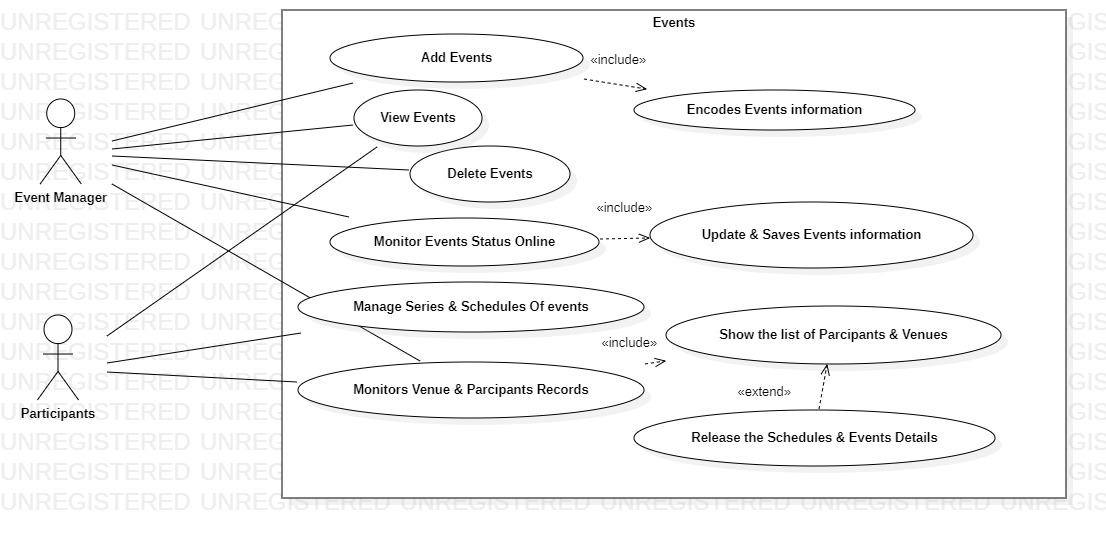 Events
Add Events
«include»
Encodes Events information
View Events
Delete Events
Event Manager
«include»
Monitor Events Status Online
Update & Saves Events information
Manage Series & Schedules Of events
«include»
Show the list of Parcipants & Venues
Monitors Venue & Parcipants Records
«extend»
Participants
Release the Schedules & Events Details
UNREGISTERED UNREGISTERED UNREGISTERED UNREGISTERED UNREGISTERED UNREGISTERED